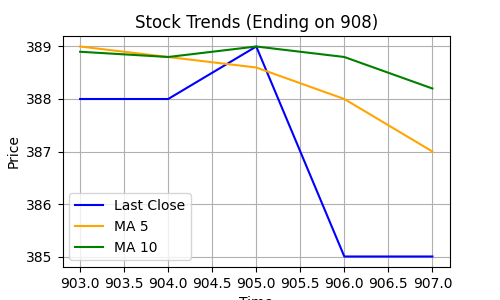 Stock Trends (Ending on 908)
389
388
387
386
385
Price
Last Close
MA 5
MA 10
903.0 903.5 904.0 904.5 905.0 905.5 906.0 906.5 907.0
Time